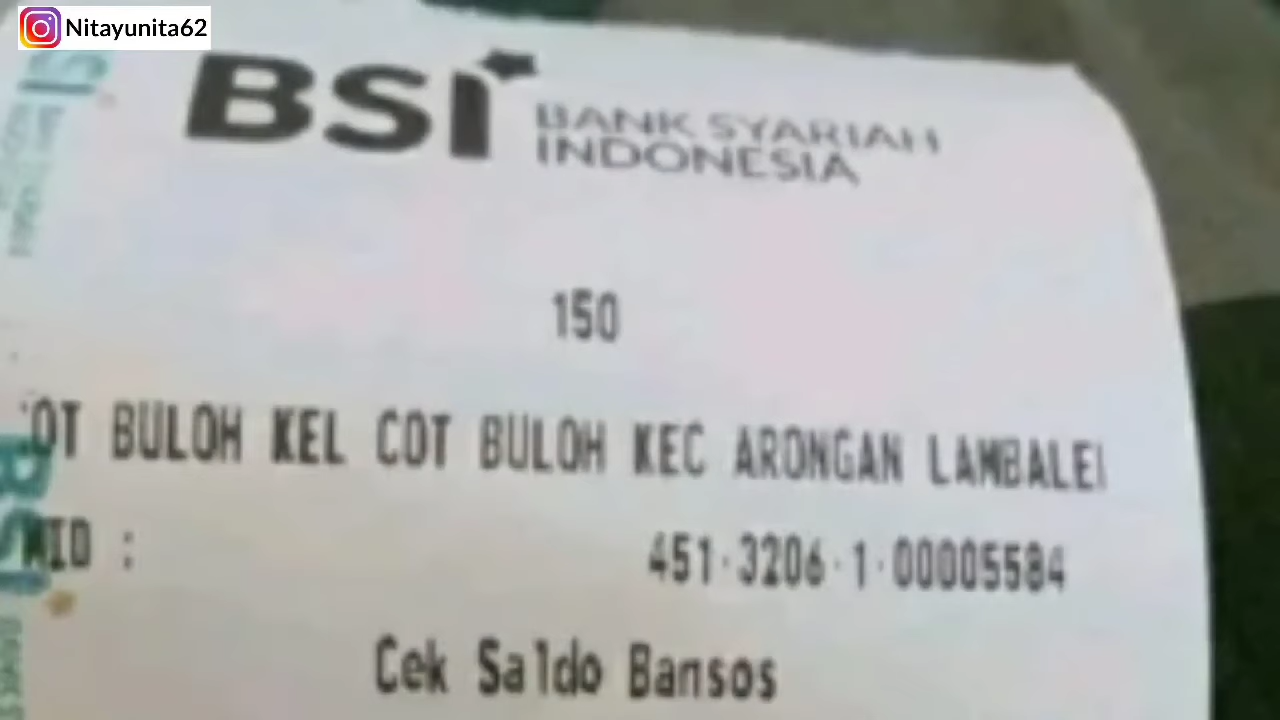 Nitayunita62
BSI BANK SYARIAH
INDONESIA
150
BULOH KEL COT BULOH KEC ARONGAN LAMBALEI
MID :
451-3206-1-00005584
Cek Saldo Bansos